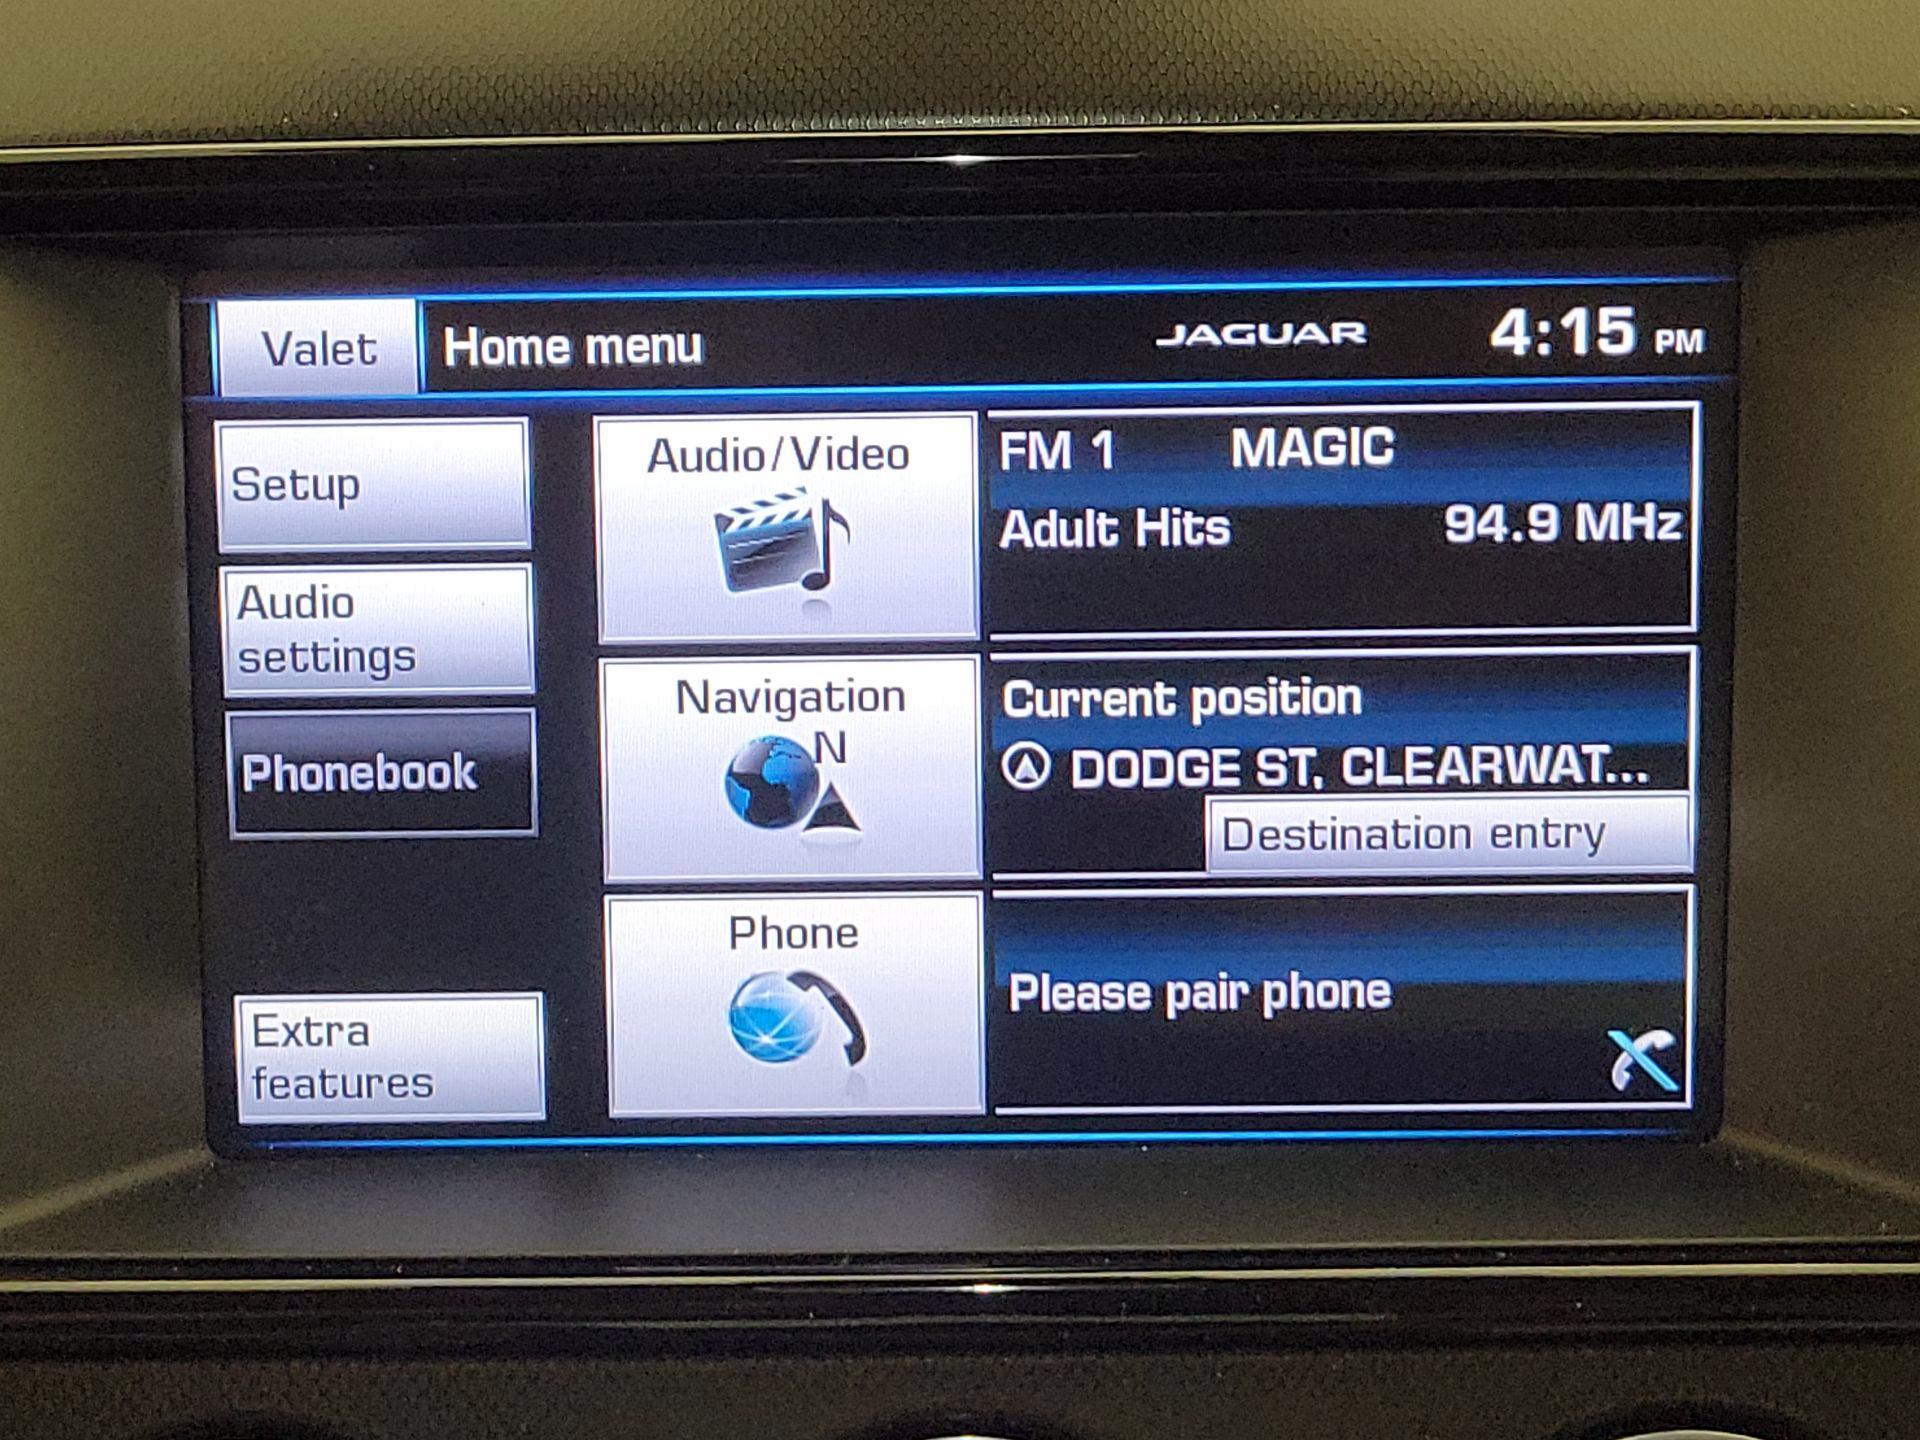 Valet
Home menu
JAGUAR
4:15 PM
Setup
Audio
settings
Phonebook
Extra
features
Audio/Video
FM 1 MAGIC
Adult Hits 94.9 MHz
Navigation
N
Current position
DODGE ST, CLEARWAT...
Destination entry
Phone
Please pair phone